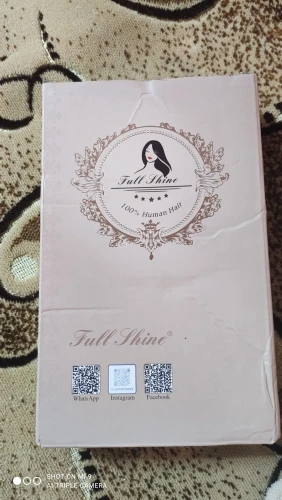 Full Shine
100% Human Hair
Full Shine®
WhatsApp Instagram Facebook
SHOT ON MI 9
AI TRIPLE CAMERA